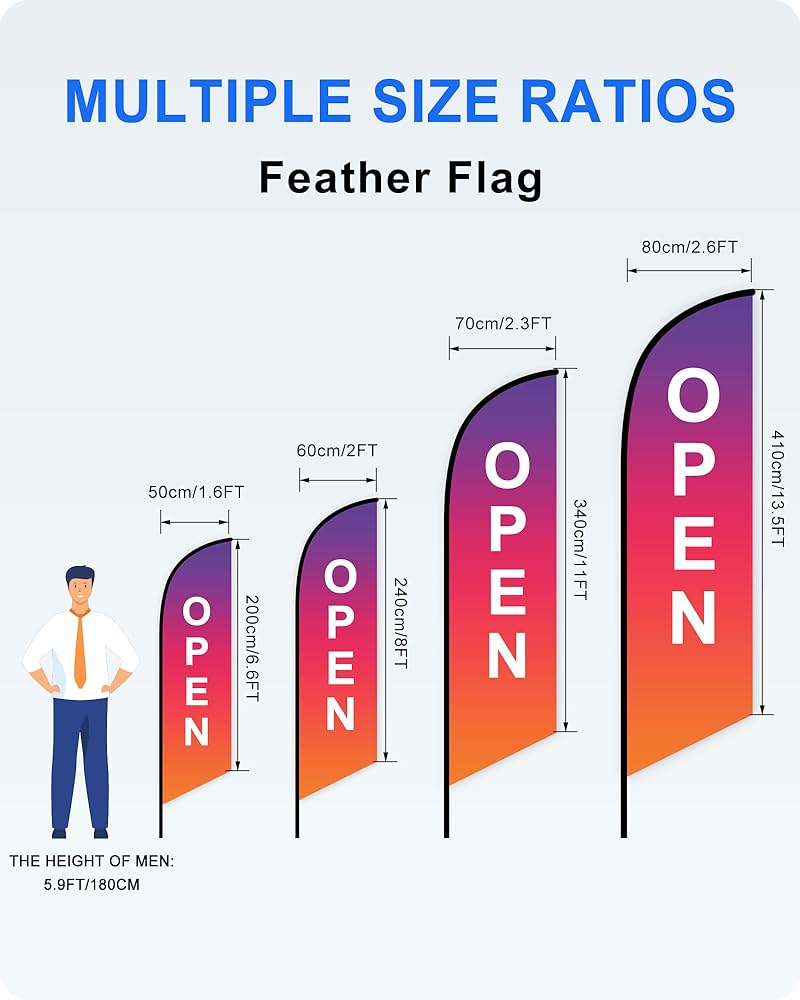 MULTIPLE SIZE RATIOS
Feather Flag
80cm/2.6FT
70cm/2.3FT
60cm/2FT
50cm/1.6FT
OPEN
200cm/6.6FT
OPEN
240cm/8FT
OPEN
340cm/11FT
OPEN
410cm/13.5FT
THE HEIGHT OF MEN:
5.9FT/180CM